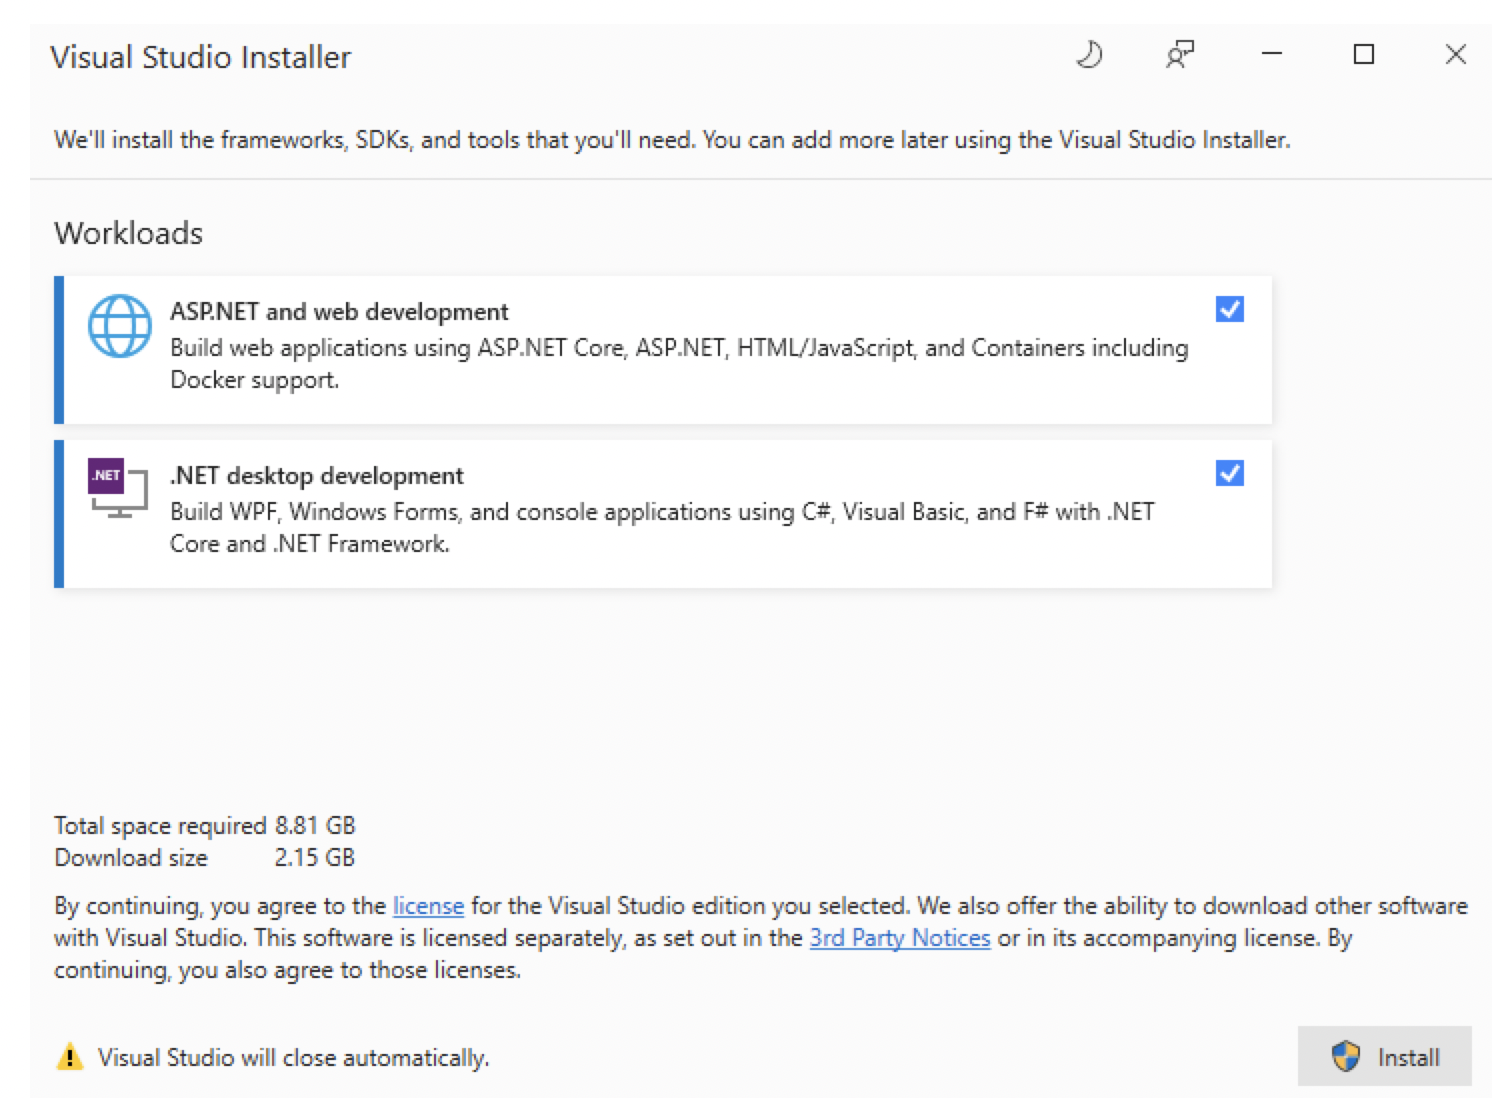 Visual Studio Installer
We'll install the frameworks, SDKs, and tools that you'll need. You can add more later using the Visual Studio Installer.
Workloads
ASP.NET and web development
Build web applications using ASP.NET Core, ASP.NET, HTML/JavaScript, and Containers including
Docker support.
.NET
.NET desktop development
Build WPF, Windows Forms, and console applications using C#, Visual Basic, and F# with .NET
Core and .NET Framework.
Total space required 8.81 GB
Download size 2.15 GB
By continuing, you agree to the license for the Visual Studio edition you selected. We also offer the ability to download other software
with Visual Studio. This software is licensed separately, as set out in the 3rd Party Notices or in its accompanying license. By
continuing, you also agree to those licenses.
Visual Studio will close automatically.
Install